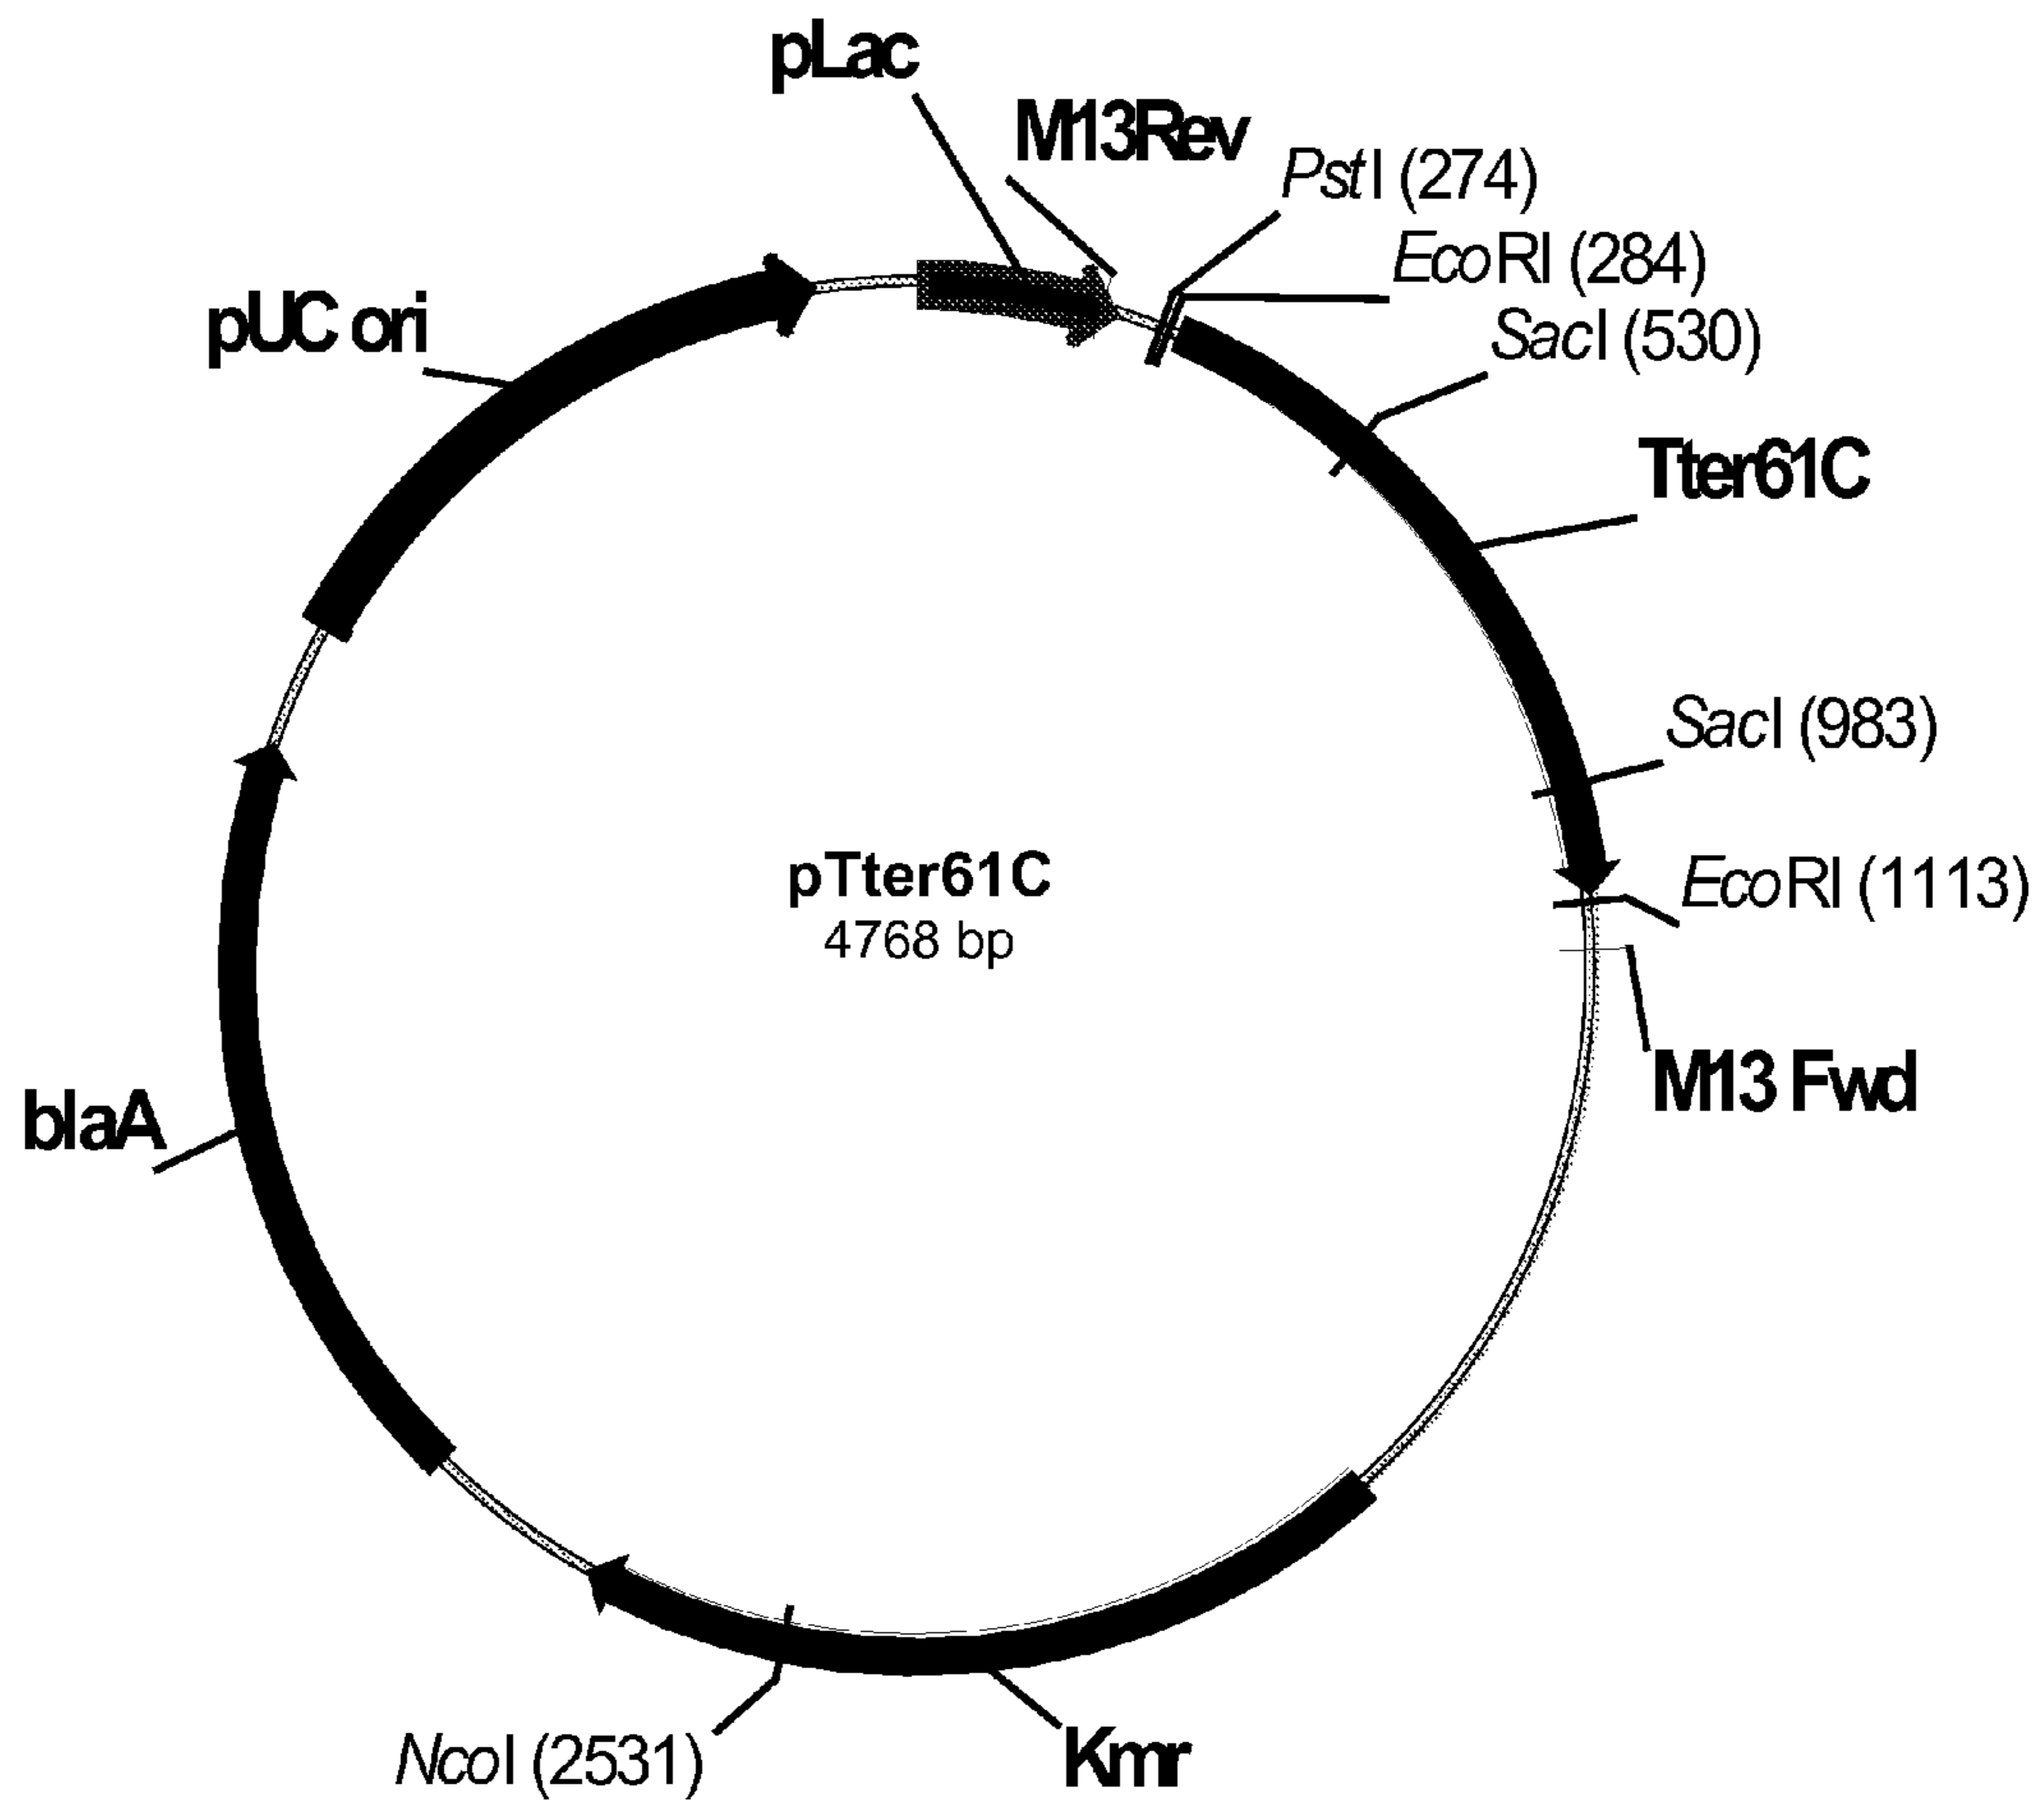 pLac
M13Rev
PstI (274)
EcoRI (284)
SacI (530)
pUC ori
Tter61C
SacI (983)
pTter61C
4768 bp
EcoRI (1113)
M13 Fwd
blaA
NcoI (2531)
Kmr